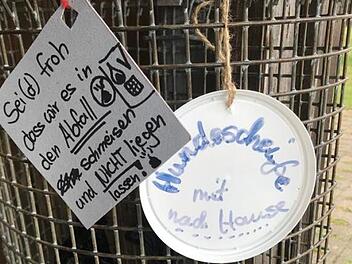 Sei(d) froh
dass wir es in
den Abfall
schmeisen
und NICHT liegen
lassen!
Hundescheiße
mit
nach Hause